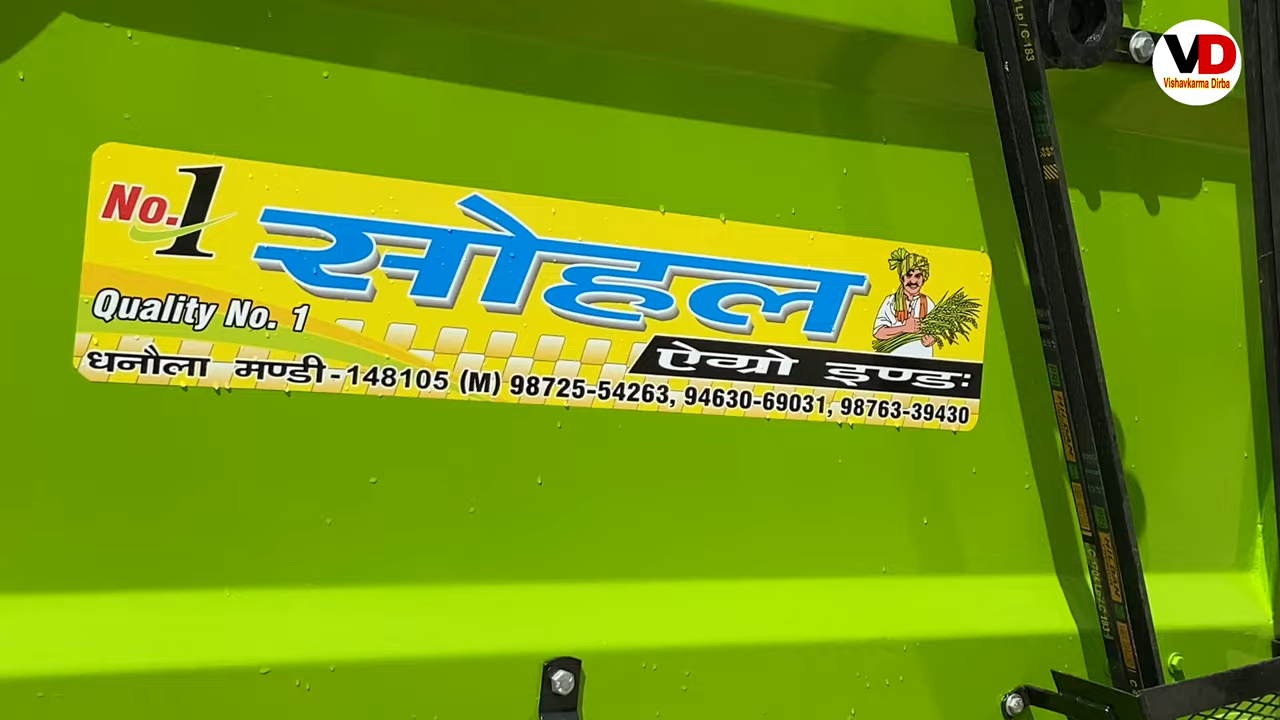 VD
Vishavkarma Dirba
No.1
सोहल
Quality No. 1
ऐग्रो इण्डः
धनौला मण्डी-148105 (M) 98725-54263, 94630-69031, 98763-39430